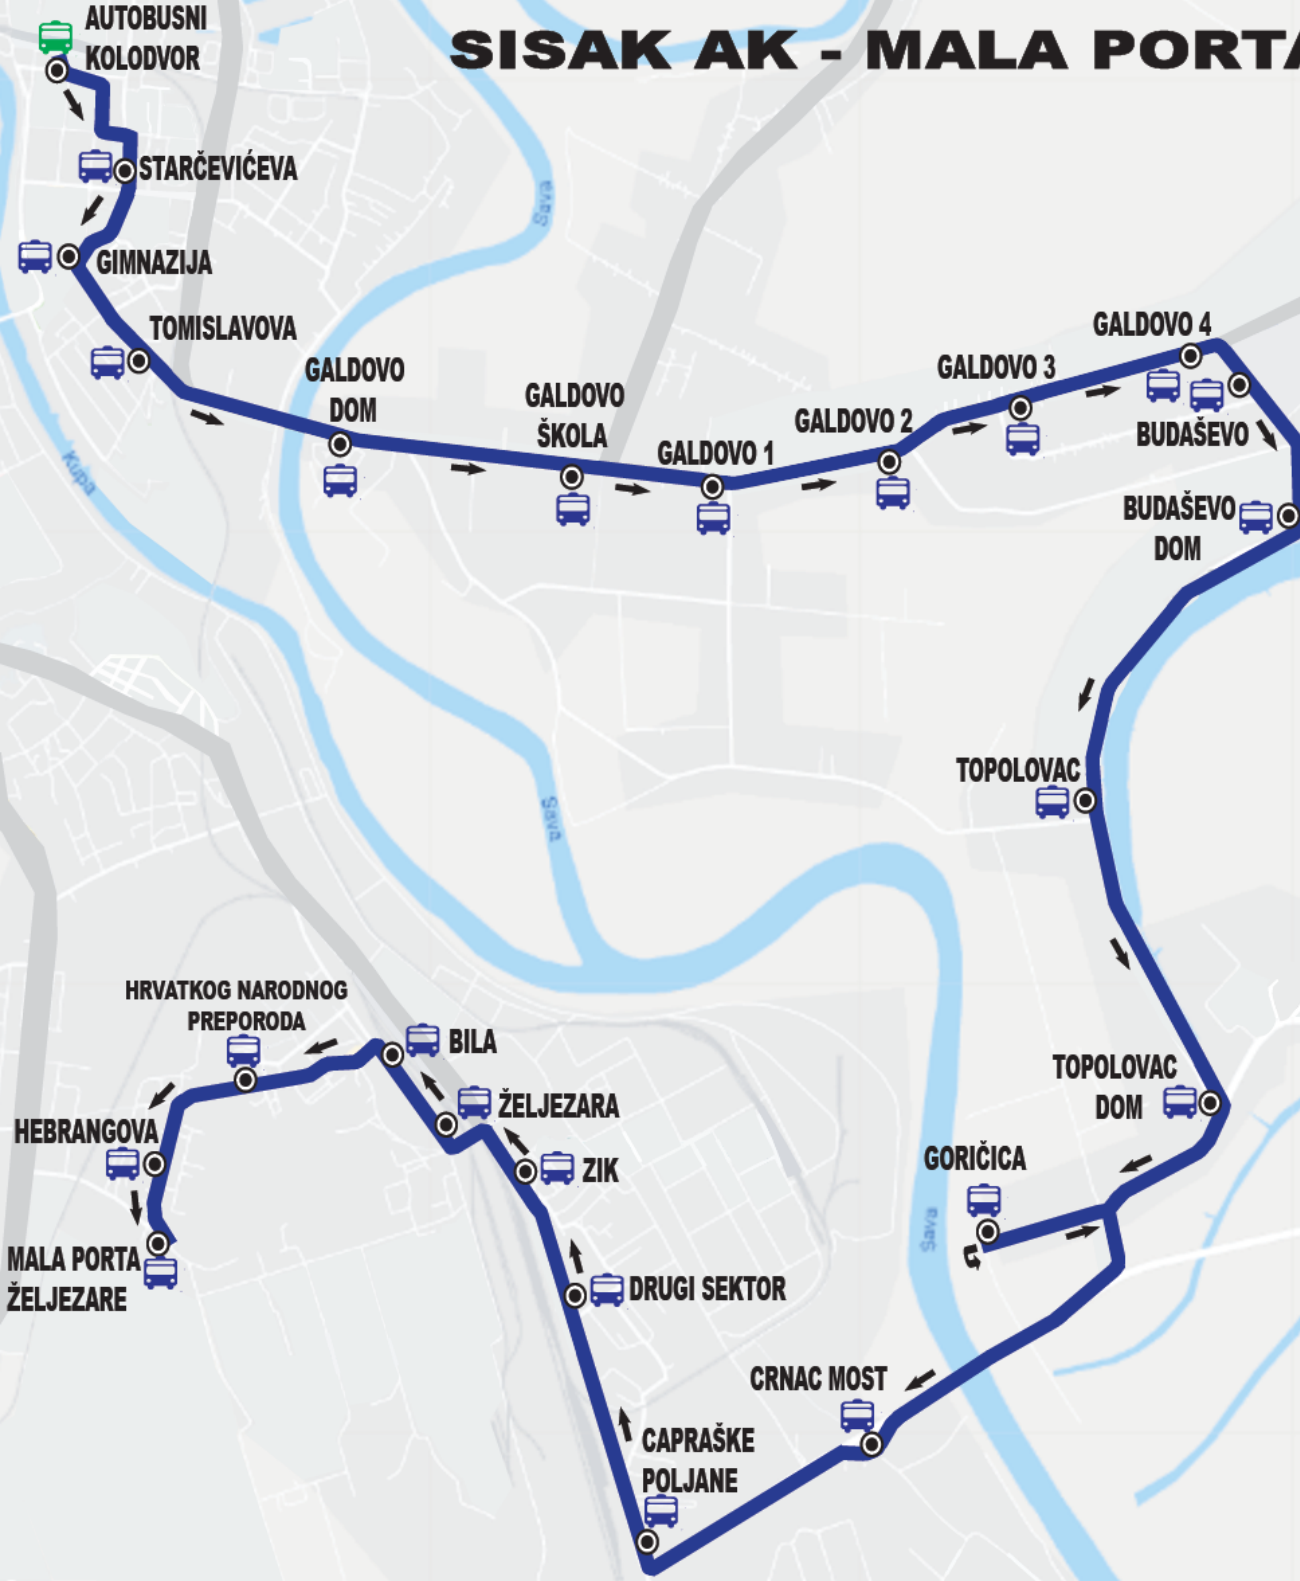 AUTOBUSNI
KOLODVOR
SISAK AK - MALA PORTA
STARČEVIĆEVA
Sava
GIMNAZIJA
TOMISLAVOVA
GALDOVO
DOM
GALDOVO
ŠKOLA
GALDOVO 1
GALDOVO 2
GALDOVO 3
GALDOVO 4
BUDAŠEVO
BUDAŠEVO
DOM
Kupa
TOPOLOVAC
Sava
TOPOLOVAC
DOM
GORIČICA
Sava
CRNAC MOST
CAPRAŠKE
POLJANE
DRUGI SEKTOR
ZIK
ŽELJEZARA
BILA
HRVATKOG NARODNOG
PREPORODA
HEBRANGOVA
MALA PORTA
ŽELJEZARE